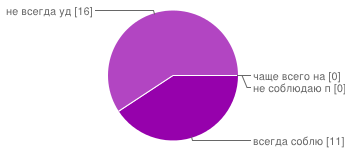 не всегда уд [16]
чаще всего на [0]
не соблюдаю п [0]
всегда соблю [11]